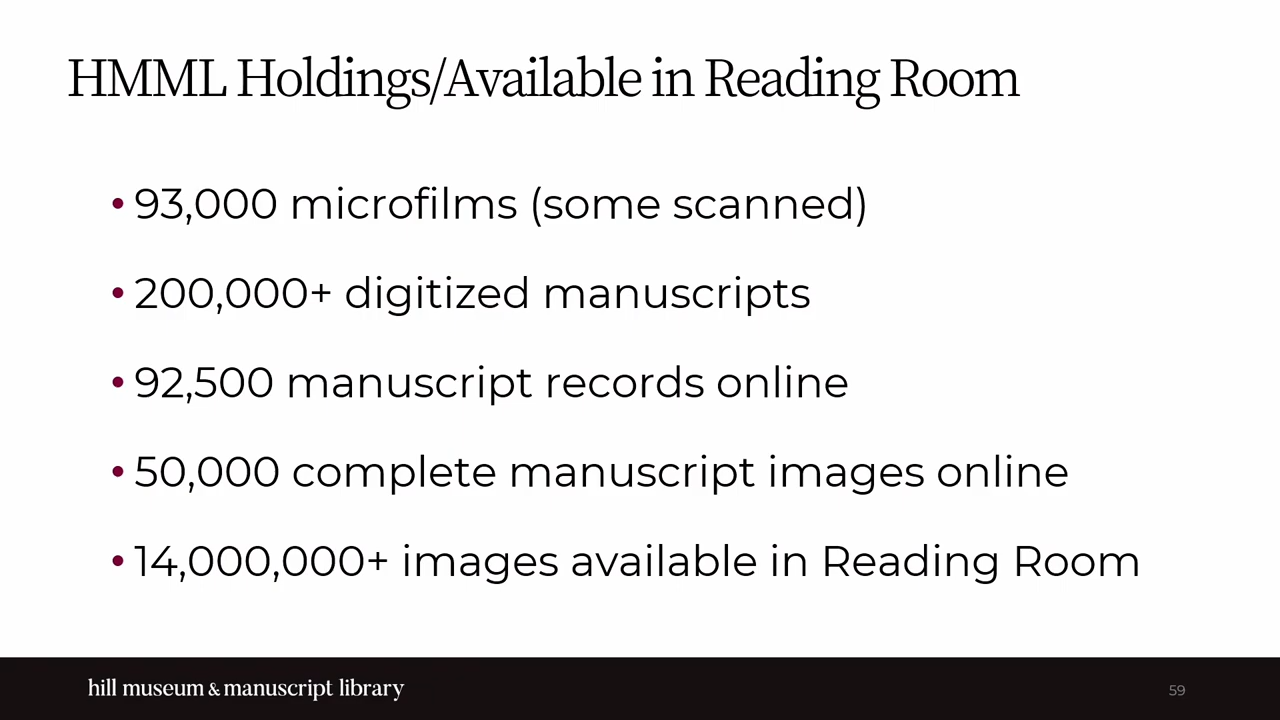 HMML Holdings/Available in Reading Room
• 93,000 microfilms (some scanned)
• 200,000+ digitized manuscripts
• 92,500 manuscript records online
• 50,000 complete manuscript images online
• 14,000,000+ images available in Reading Room
hill museum & manuscript library
59